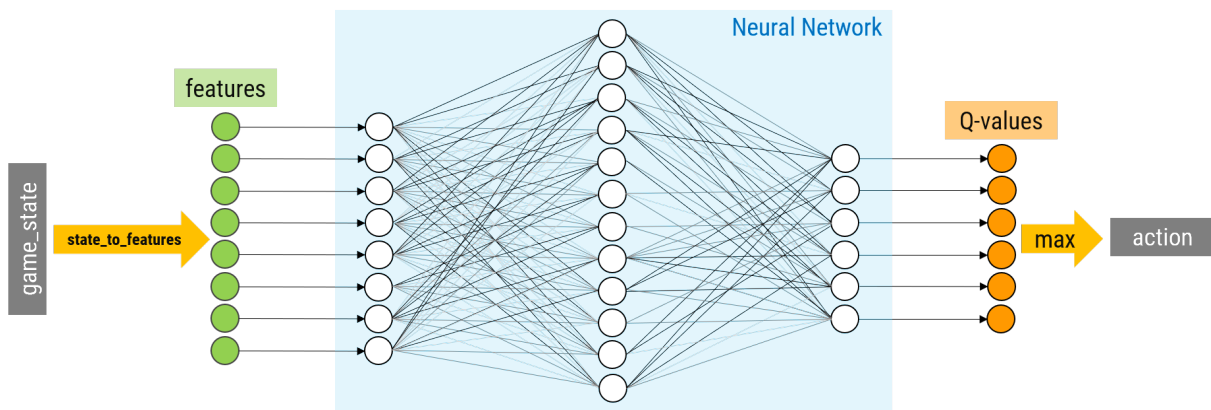 Neural Network
features
Q-values
game_state
state_to_features
max
action